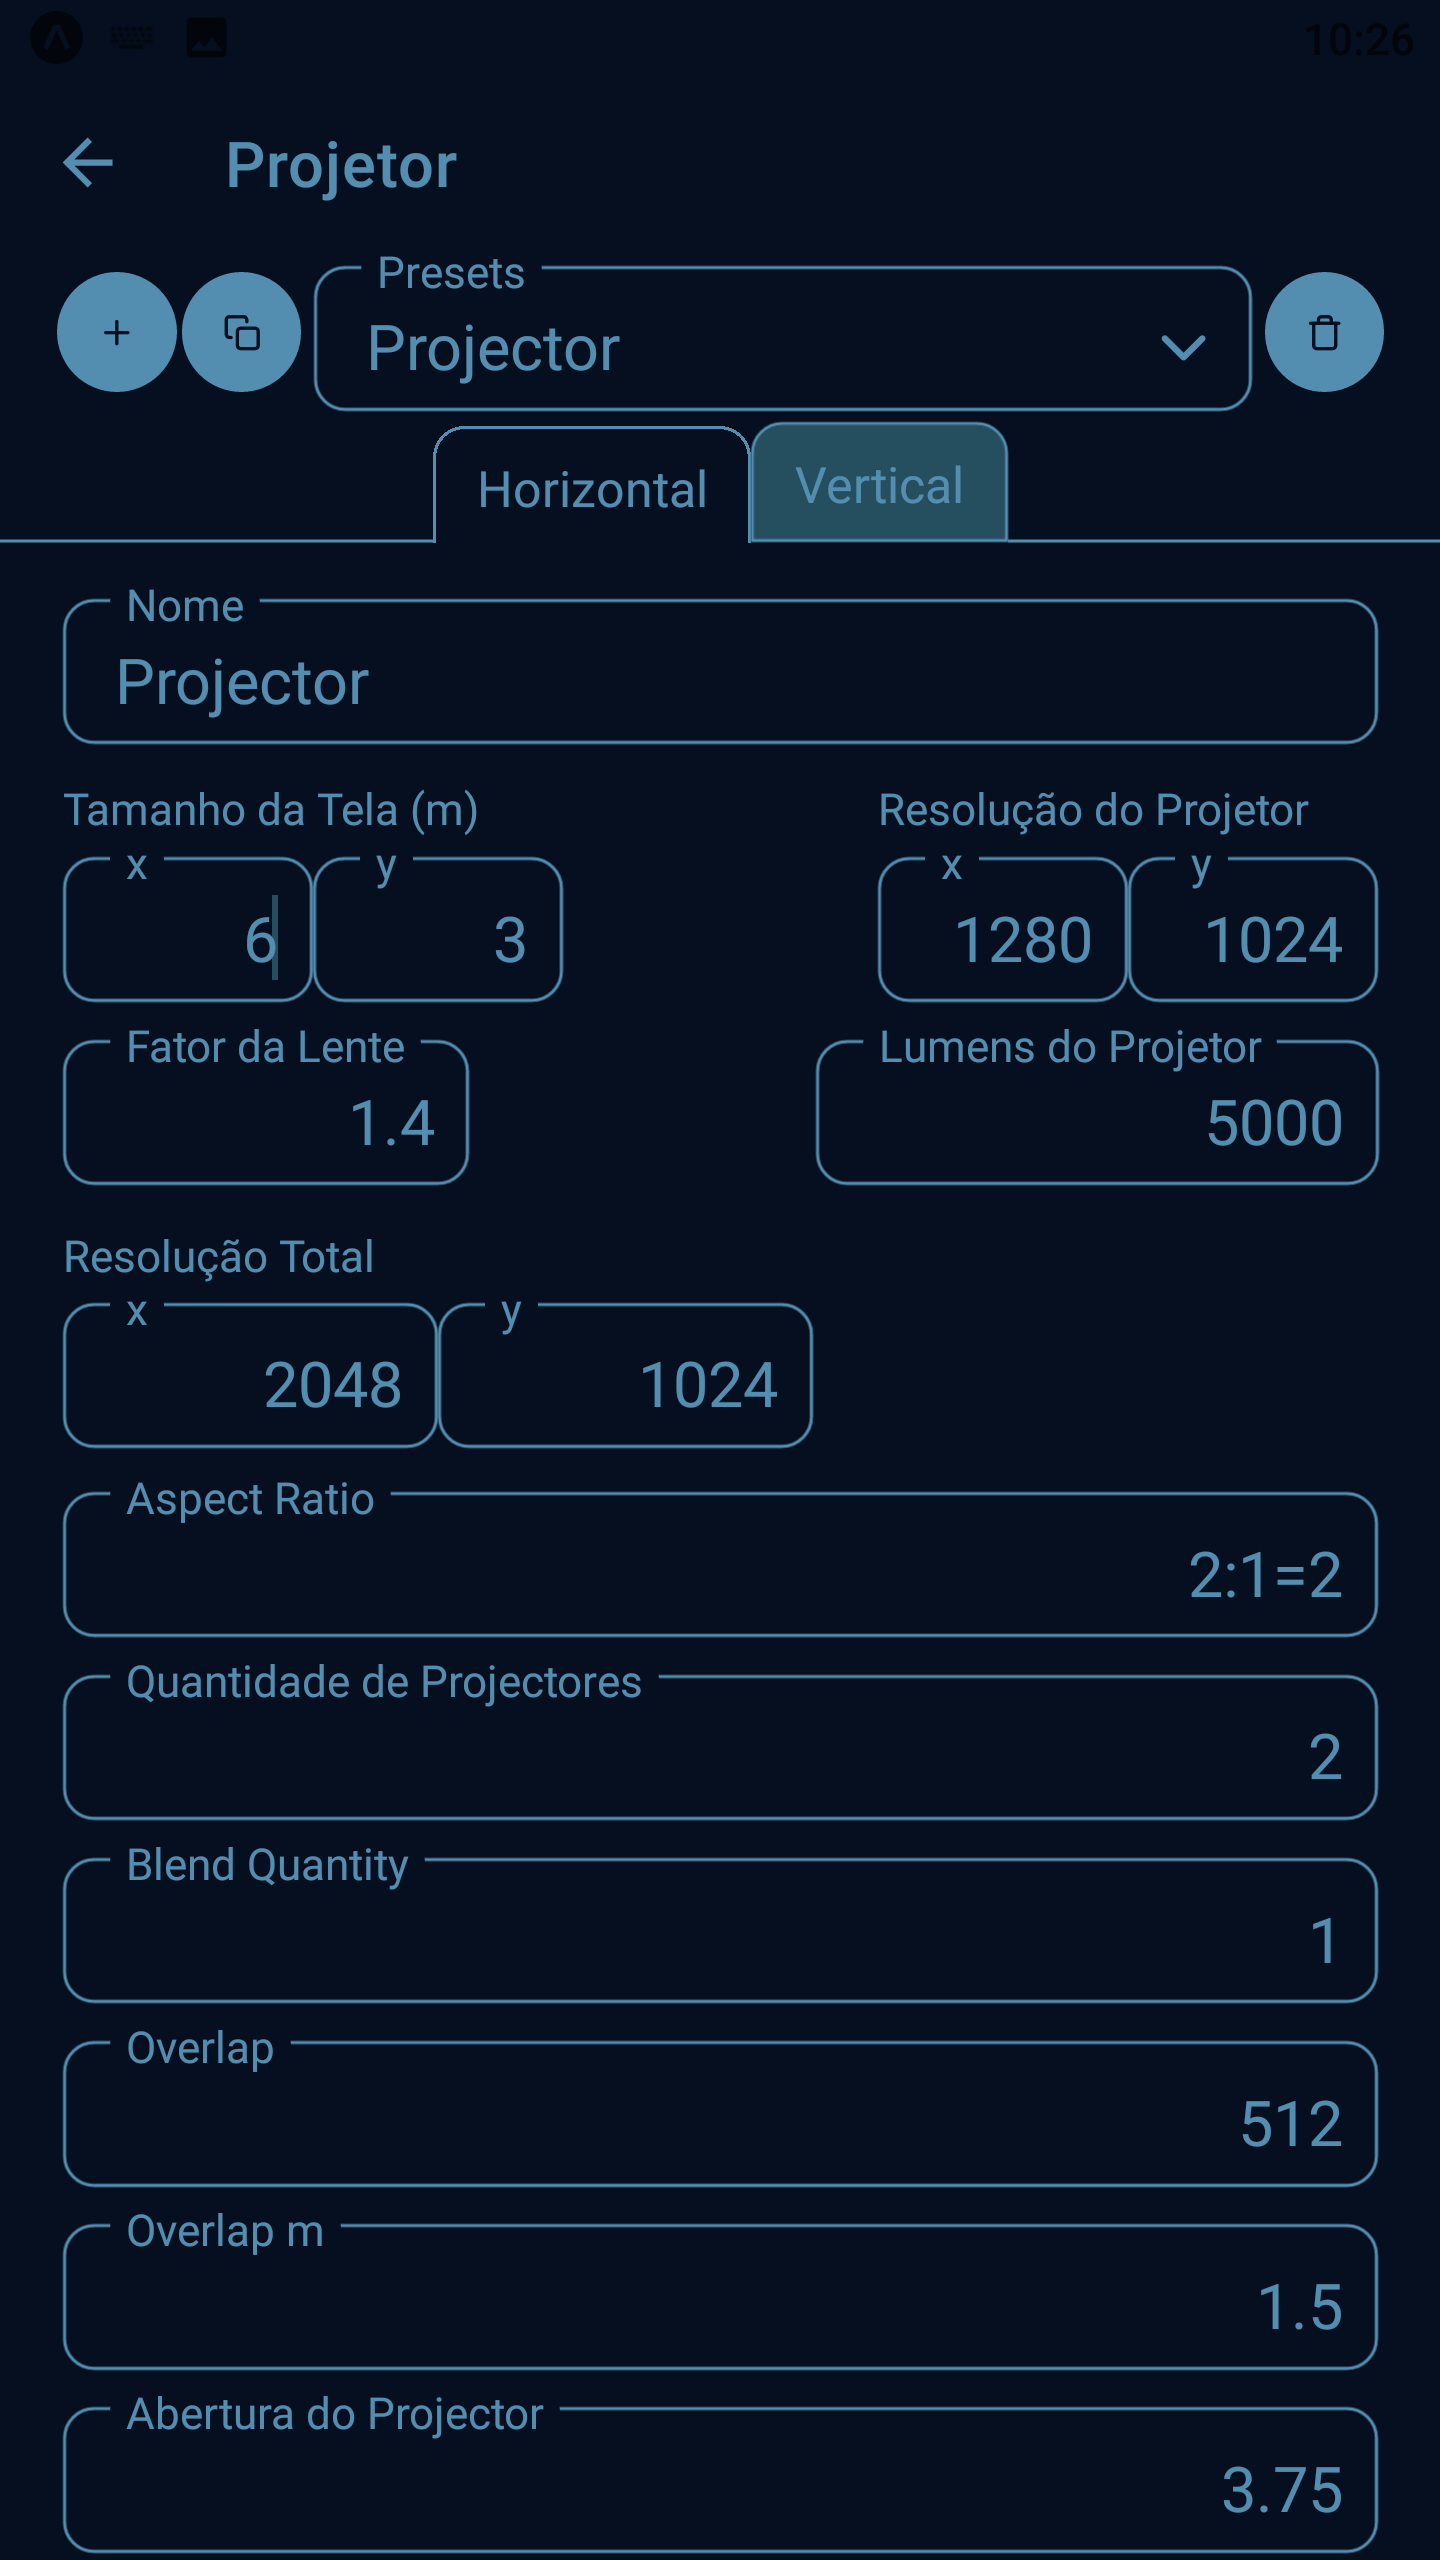 10:26
Projetor
Presets
Projector
Horizontal
Vertical
Nome
Projector
Tamanho da Tela (m)
Resolução do Projetor
x
y
x
y
6
3
1280
1024
Fator da Lente
Lumens do Projetor
1.4
5000
Resolução Total
x
y
2048
1024
Aspect Ratio
2:1=2
Quantidade de Projectores
2
Blend Quantity
1
Overlap
512
Overlap m
1.5
Abertura do Projector
3.75